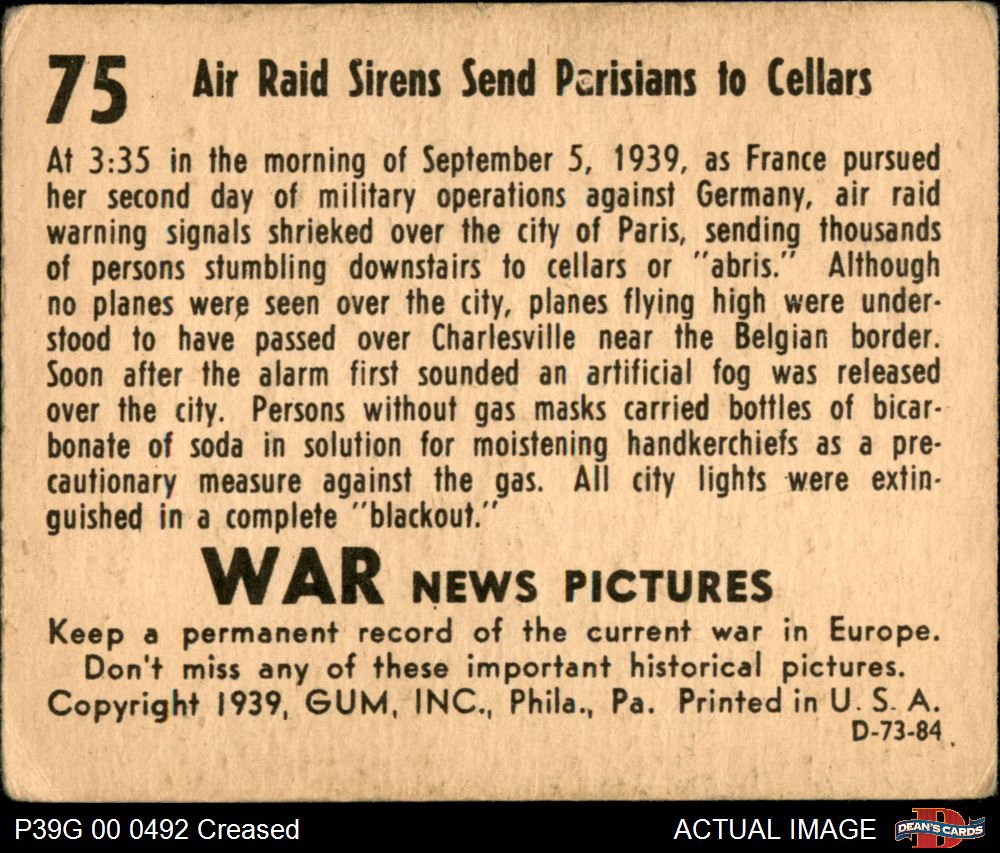 75 Air Raid Sirens Send Parisians to Cellars
At 3:35 in the morning of September 5, 1939, as France pursued
her second day of military operations against Germany, air raid
warning signals shrieked over the city of Paris, sending thousands
of persons stumbling downstairs to cellars or "abris." Although
no planes were seen over the city, planes flying high were under-
stood to have passed over Charlesville near the Belgian border.
Soon after the alarm first sounded an artificial fog was released
over the city. Persons without gas masks carried bottles of bicar-
bonate of soda in solution for moistening handkerchiefs as a pre-
cautionary measure against the gas. All city lights were extin-
guished in a complete "blackout."
WAR NEWS PICTURES
Keep a permanent record of the current war in Europe.
Don't miss any of these important historical pictures.
Copyright 1939, GUM, INC., Phila., Pa. Printed in U. S. A.
D-73-84
P39G 00 0492 Creased
ACTUAL IMAGE
D
DEAN'S CARDS